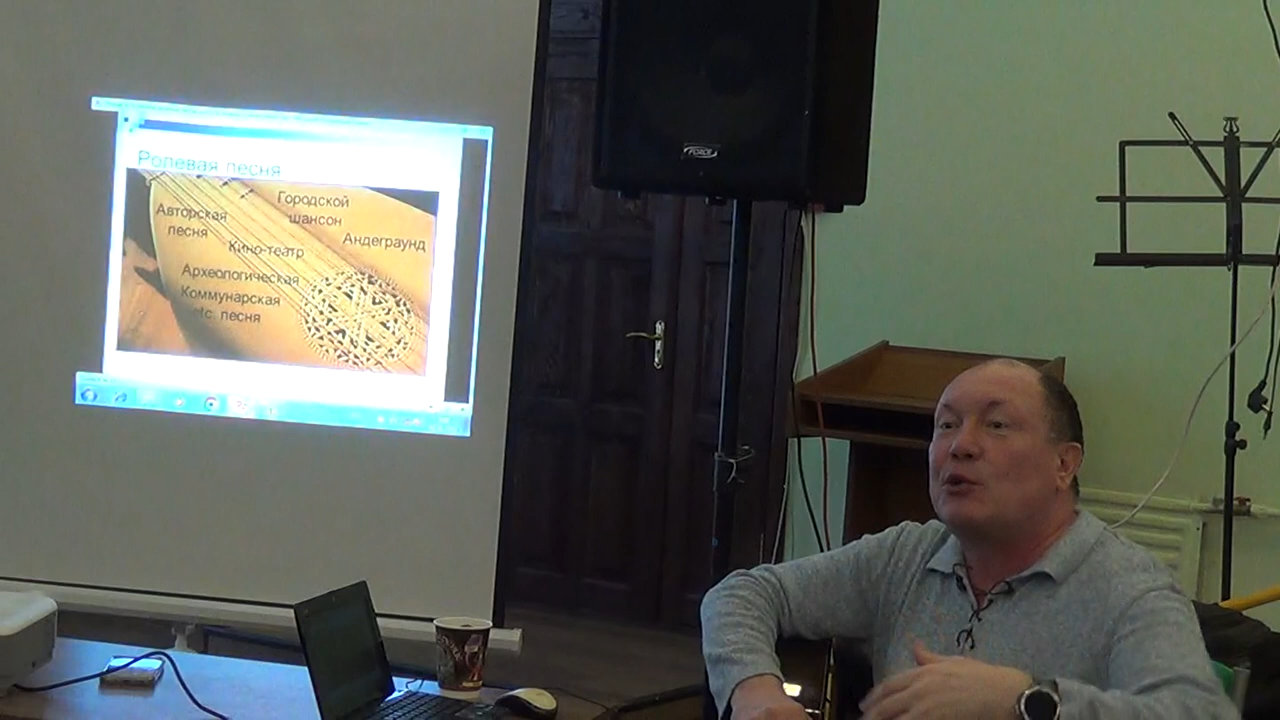 Ролевая песня
Городской
шансон
Авторская
песня
Андеграунд
Кино-театр
Археологическая
Коммунарская
etc. песня
FORCE